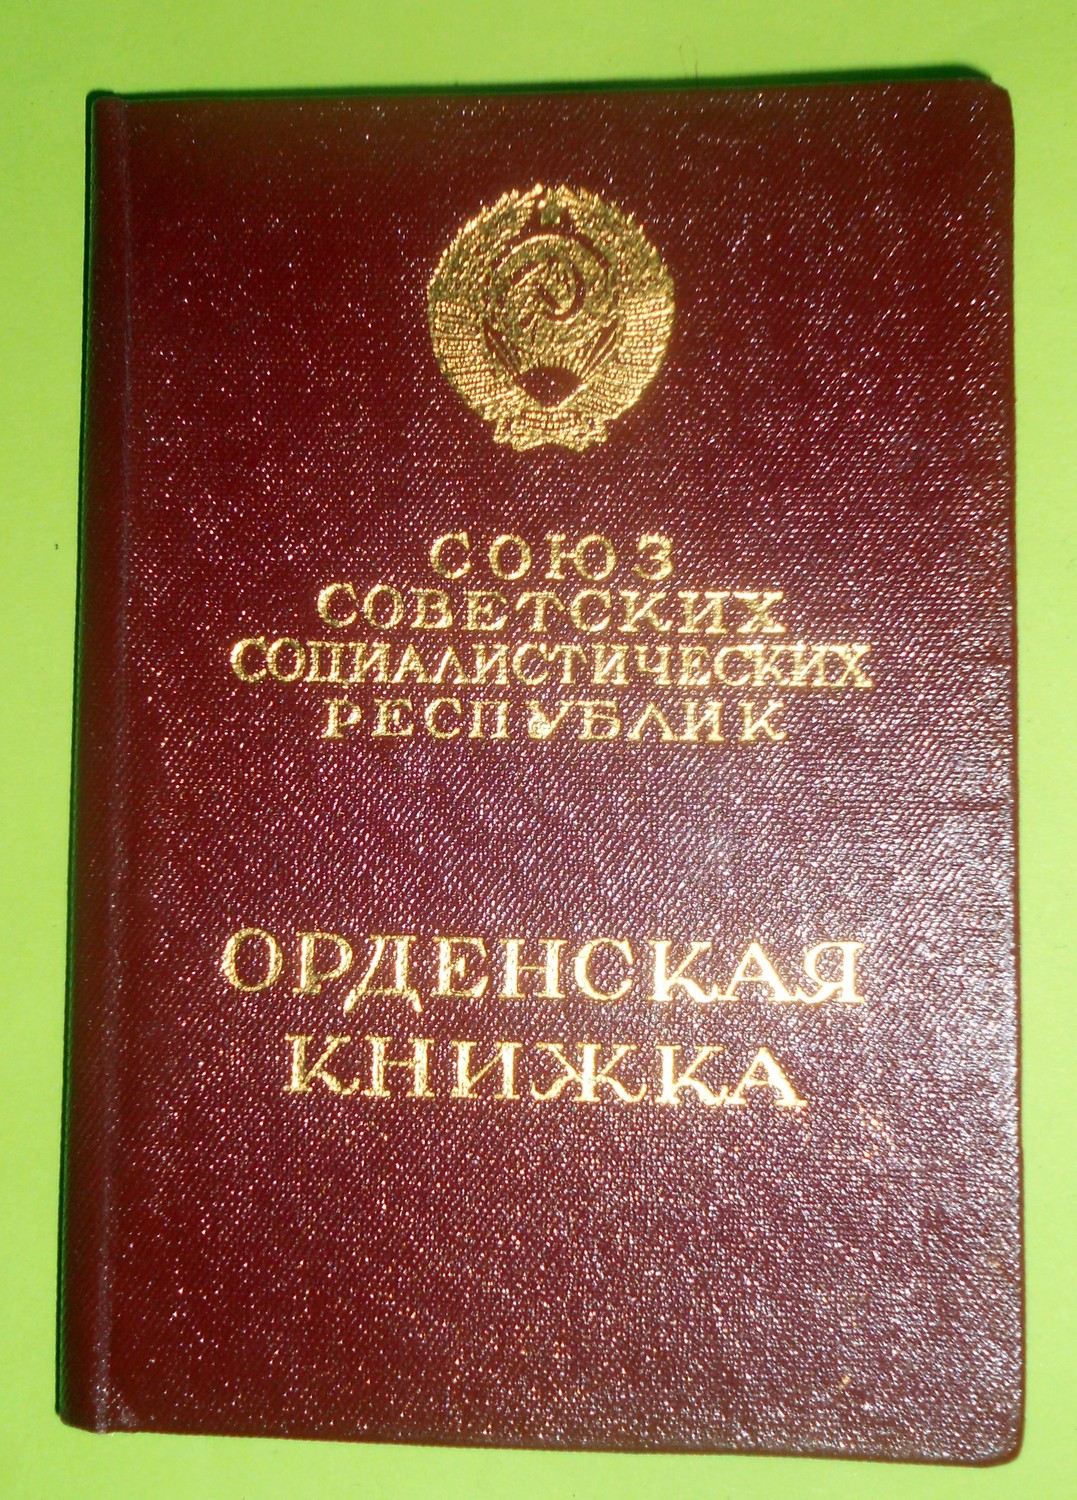 СОЮЗ
СОВЕТСКИХ
СОЦИАЛИСТИЧЕСКИХ
РЕСПУБЛИК
ОРДЕНСКАЯ
КНИЖКА